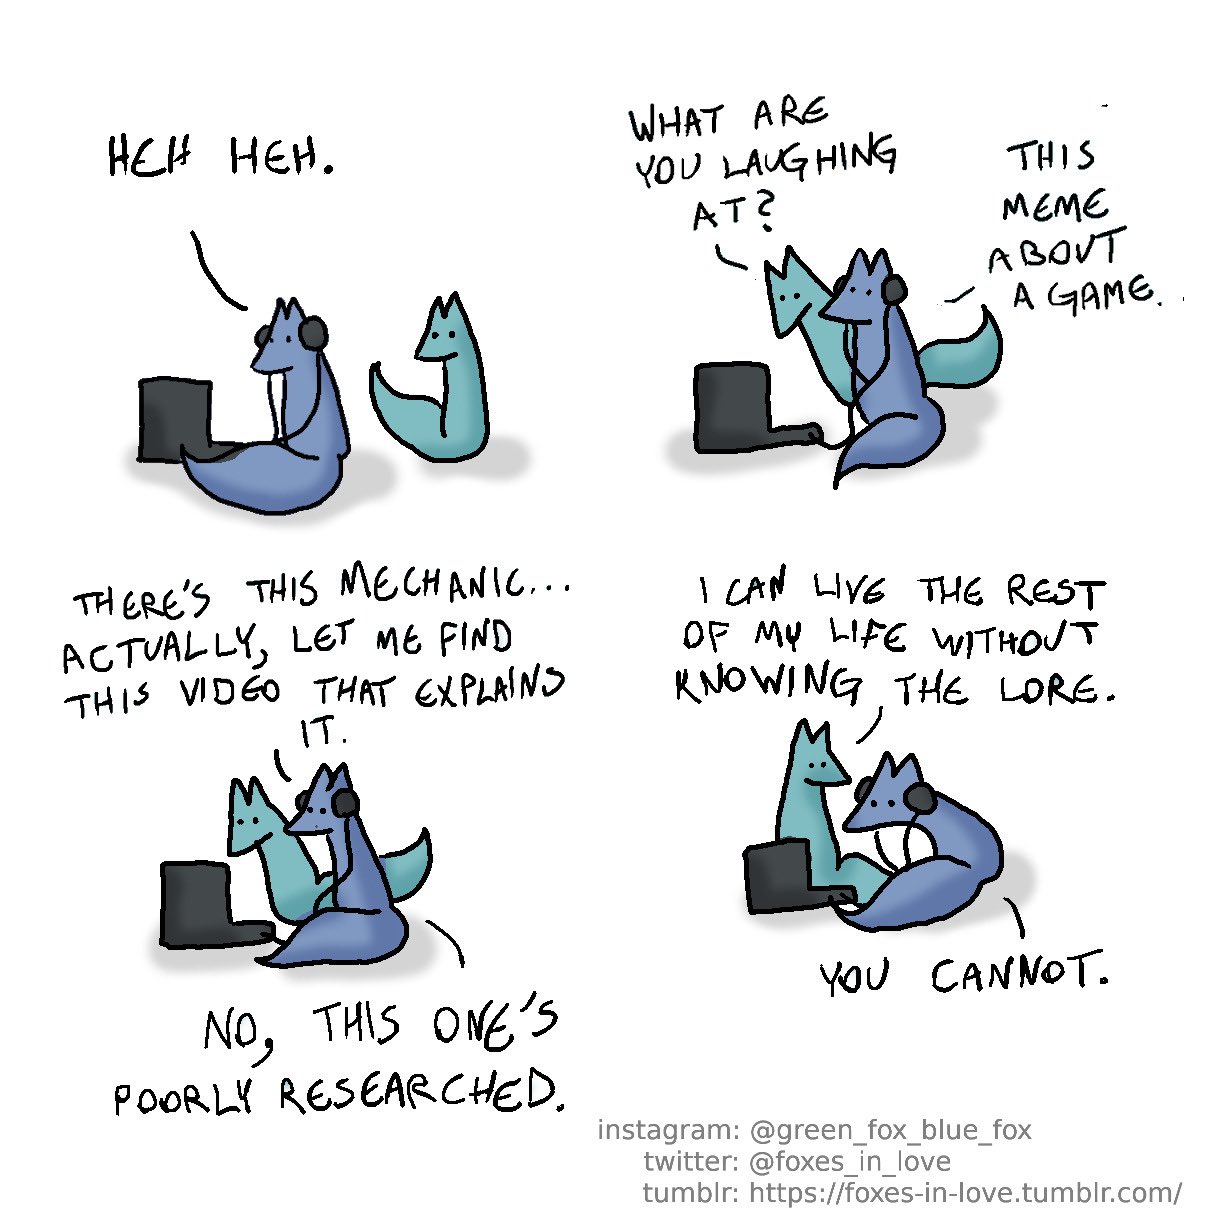 HEH HEH.
WHAT ARE
YOU LAUGHING
AT?
THIS
MEME
ABOUT
A GAME.
THERE'S THIS MECHANIC...
ACTUALLY, LET ME FIND
THIS VIDEO THAT EXPLAINS
IT.
NO, THIS ONE'S
POORLY RESEARCHED.
I CAN LIVE THE REST
OF MY LIFE WITHOUT
KNOWING THE LORE.
YOU CANNOT.
instagram: @green_fox_blue_fox
twitter: @foxes_in_love
tumblr: https://foxes-in-love.tumblr.com/